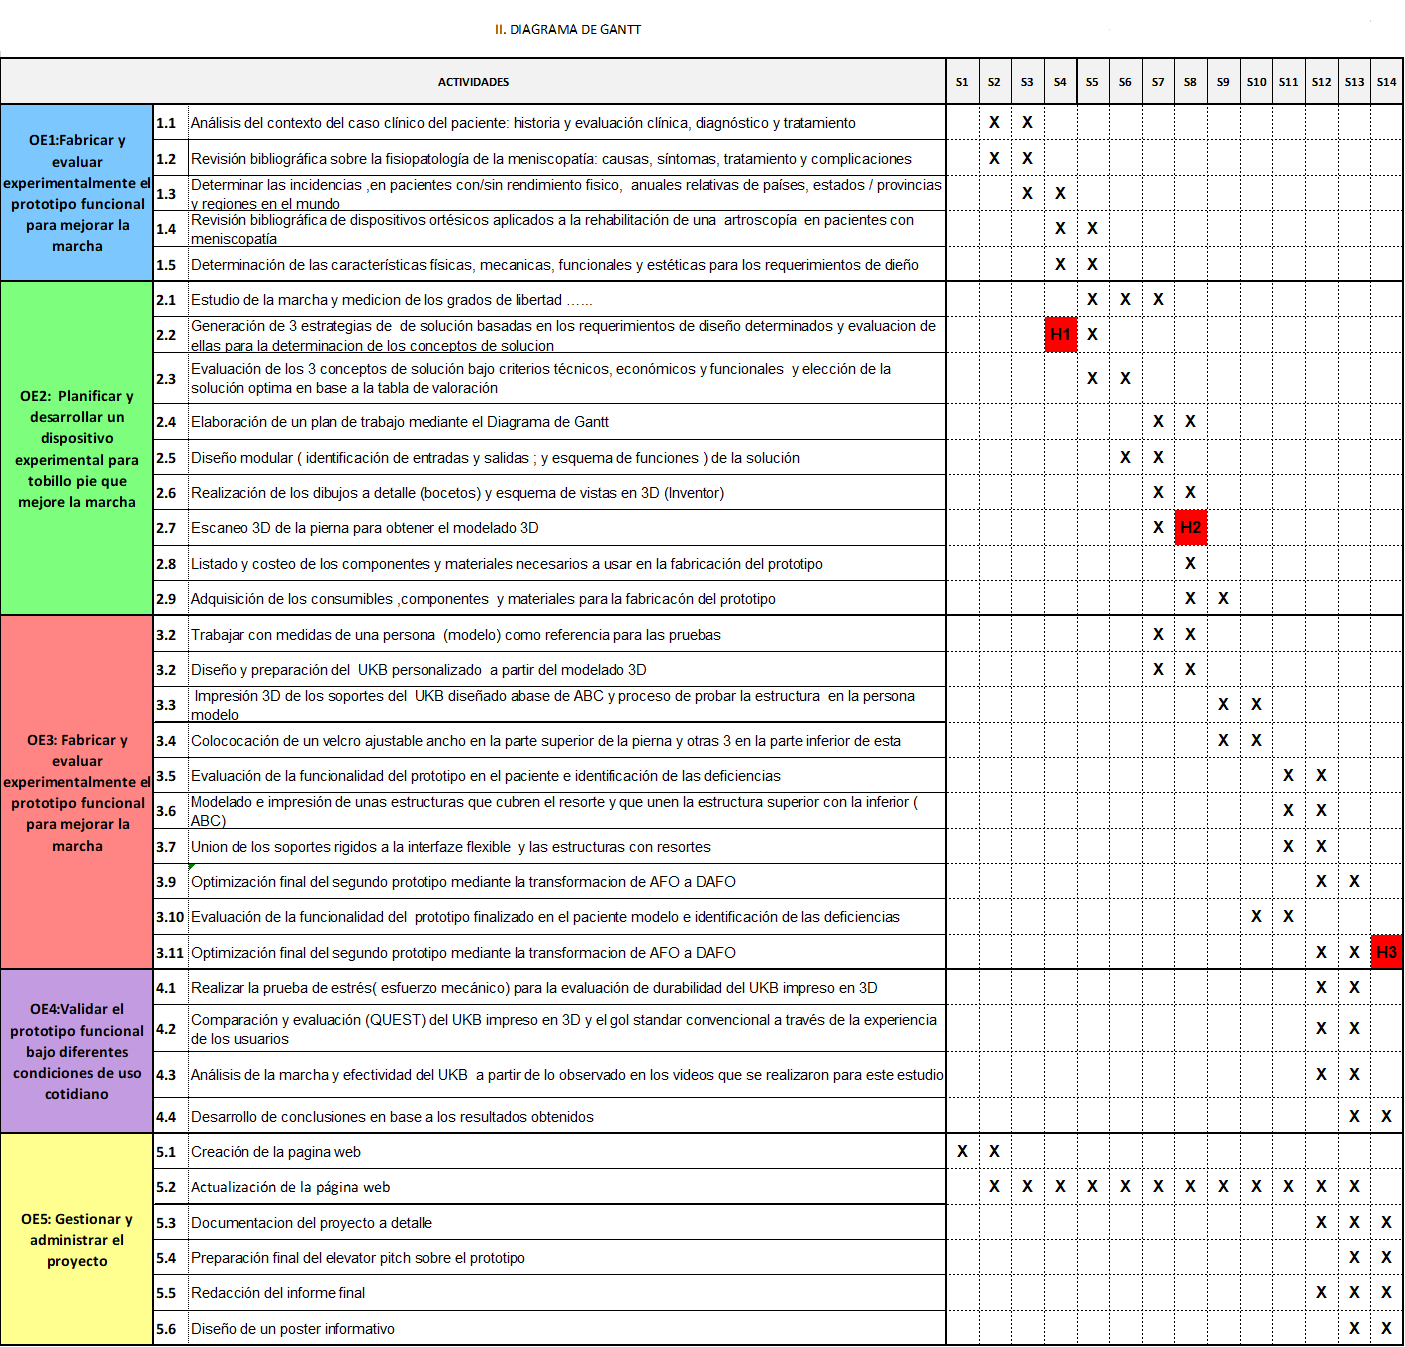 II. DIAGRAMA DE GANTT
ACTIVIDADES S1 S2 S3 S4 S5 S6 S7 S8 S9 S10 S11 S12 S13 S14
OE1:Fabricar y
evaluar
experimentalmente el
prototipo funcional
para mejorar la
marcha
1.1 Análisis del contexto del caso clínico del paciente: historia y evaluación clínica, diagnóstico y tratamiento X X
1.2 Revisión bibliográfica sobre la fisiopatología de la meniscopatía: causas, síntomas, tratamiento y complicaciones X X
1.3 Determinar las incidencias ,en pacientes con/sin rendimiento fisico, anuales relativas de países, estados / provincias
y regiones en el mundo X X
1.4 Revisión bibliográfica de dispositivos ortésicos aplicados a la rehabilitación de una artroscopía en pacientes con
meniscopatía X X
1.5 Determinación de las características físicas, mecanicas, funcionales y estéticas para los requerimientos de dieño X X
OE2: Planificar y
desarrollar un
dispositivo
experimental para
tobillo pie que
mejore la marcha
2.1 Estudio de la marcha y medicion de los grados de libertad …... X X X
2.2 Generación de 3 estrategias de de solución basadas en los requerimientos de diseño determinados y evaluacion de
ellas para la determinacion de los conceptos de solucion H1 X
2.3 Evaluación de los 3 conceptos de solución bajo criterios técnicos, económicos y funcionales y elección de la
solución optima en base a la tabla de valoración X X
2.4 Elaboración de un plan de trabajo mediante el Diagrama de Gantt X X
2.5 Diseño modular ( identificación de entradas y salidas ; y esquema de funciones ) de la solución X X
2.6 Realización de los dibujos a detalle (bocetos) y esquema de vistas en 3D (Inventor) X X
2.7 Escaneo 3D de la pierna para obtener el modelado 3D X H2
2.8 Listado y costeo de los componentes y materiales necesarios a usar en la fabricación del prototipo X
2.9 Adquisición de los consumibles ,componentes y materiales para la fabricacón del prototipo X X
OE3: Fabricar y
evaluar
experimentalmente el
prototipo funcional
para mejorar la
marcha
3.2 Trabajar con medidas de una persona (modelo) como referencia para las pruebas X X
3.2 Diseño y preparación del UKB personalizado a partir del modelado 3D X X
3.3 Impresión 3D de los soportes del UKB diseñado abase de ABC y proceso de probar la estructura en la persona
modelo X X
3.4 Colococación de un velcro ajustable ancho en la parte superior de la pierna y otras 3 en la parte inferior de esta X X
3.5 Evaluación de la funcionalidad del prototipo en el paciente e identificación de las deficiencias X X
3.6 Modelado e impresión de unas estructuras que cubren el resorte y que unen la estructura superior con la inferior (
ABC) X X
3.7 Union de los soportes rigidos a la interfaze flexible y las estructuras con resortes X X
3.9 Optimización final del segundo prototipo mediante la transformacion de AFO a DAFO X X
3.10 Evaluación de la funcionalidad del prototipo finalizado en el paciente modelo e identificación de las deficiencias X X
3.11 Optimización final del segundo prototipo mediante la transformacion de AFO a DAFO X X H3
OE4:Validar el
prototipo funcional
bajo diferentes
condiciones de uso
cotidiano
4.1 Realizar la prueba de estrés( esfuerzo mecánico) para la evaluación de durabilidad del UKB impreso en 3D X X
4.2 Comparación y evaluación (QUEST) del UKB impreso en 3D y el gol standar convencional a través de la experiencia
de los usuarios X X
4.3 Análisis de la marcha y efectividad del UKB a partir de lo observado en los videos que se realizaron para este estudio X X
4.4 Desarrollo de conclusiones en base a los resultados obtenidos X X
OE5: Gestionar y
administrar el
proyecto
5.1 Creación de la pagina web X X
5.2 Actualización de la página web X X X X X X X X X X X X
5.3 Documentacion del proyecto a detalle X X X
5.4 Preparación final del elevator pitch sobre el prototipo X X
5.5 Redacción del informe final X X X
5.6 Diseño de un poster informativo X X